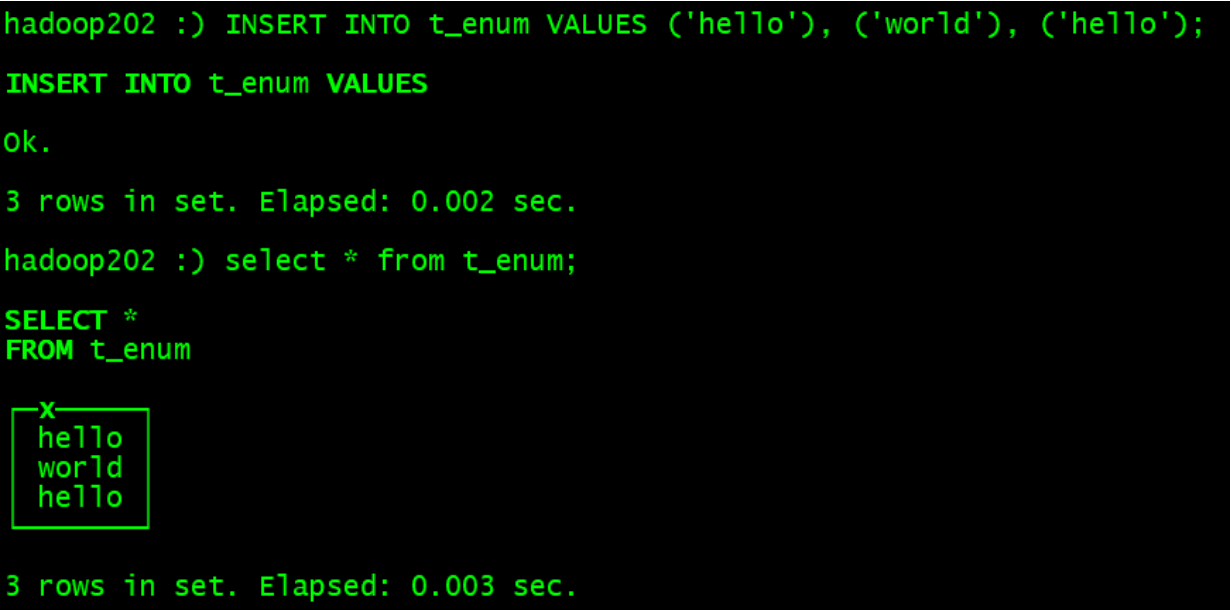 hadoop202 :) INSERT INTO t_enum VALUES ('hello'), ('world'), ('hello');
INSERT INTO t_enum VALUES
Ok.
3 rows in set. Elapsed: 0.002 sec.
hadoop202 :) select * from t_enum;
SELECT *
FROM t_enum
x
hello
world
hello
3 rows in set. Elapsed: 0.003 sec.